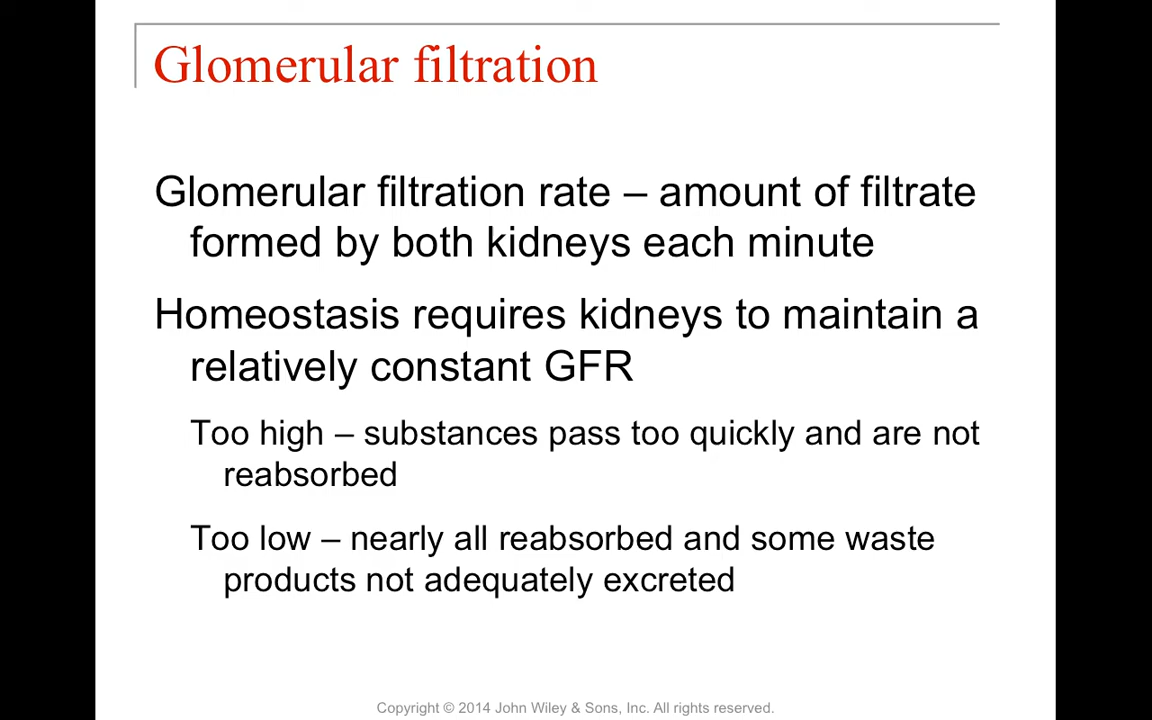 Glomerular filtration
Glomerular filtration rate – amount of filtrate
formed by both kidneys each minute
Homeostasis requires kidneys to maintain a
relatively constant GFR
Too high – substances pass too quickly and are not
reabsorbed
Too low – nearly all reabsorbed and some waste
products not adequately excreted
Copyright © 2014 John Wiley & Sons, Inc. All rights reserved.